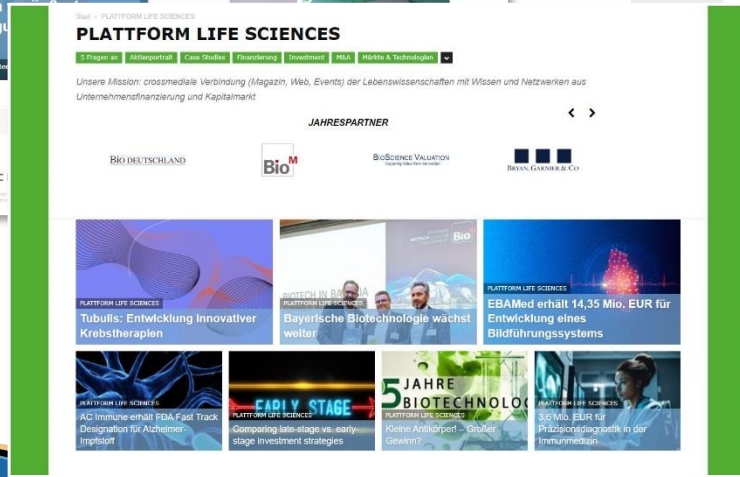 Start › PLATTFORM LIFE SCIENCES
PLATTFORM LIFE SCIENCES
5 Fragen an Aktienportrait Case Studies Finanzierung Investment M&A Märkte & Technologien
Unsere Mission: crossmediale Verbindung (Magazin, Web, Events) der Lebenswissenschaften mit Wissen und Netzwerken aus
Unternehmensfinanzierung und Kapitalmarkt
JAHRESPARTNER
BIO DEUTSCHLAND
BioM
BIOSCIENCE VALUATION
BRYAN, GARNIER & CO
PLATTFORM LIFE SCIENCES
Tubulis: Entwicklung innovativer
Krebstherapien
BioM
BIOTECH IN BA
PLATTFORM LIFE SCIENCES
Bayerische Biotechnologie wächst
weiter
PLATTFORM LIFE SCIENCES
EBAMed erhält 14,35 Mio. EUR für
Entwicklung eines
Bildführungssystems
PLATTFORM LIFE SCIENCES
AC Immune erhält FDA Fast Track
Designation für Alzheimer-
Impfstoff
EARLY STAGE
PLATTFORM LIFE SCIENCES
Comparing late-stage vs. early-
stage investment strategies
5 JAHRE
BIOTECHNOLOG
PLATTFORM LIFE SCIENCES
Kleine Antikörper! – Großer
Gewinn?
PLATTFORM LIFE SCIENCES
3,6 Mio. EUR für
Präzisionsdiagnostik in der
Immunmedizin